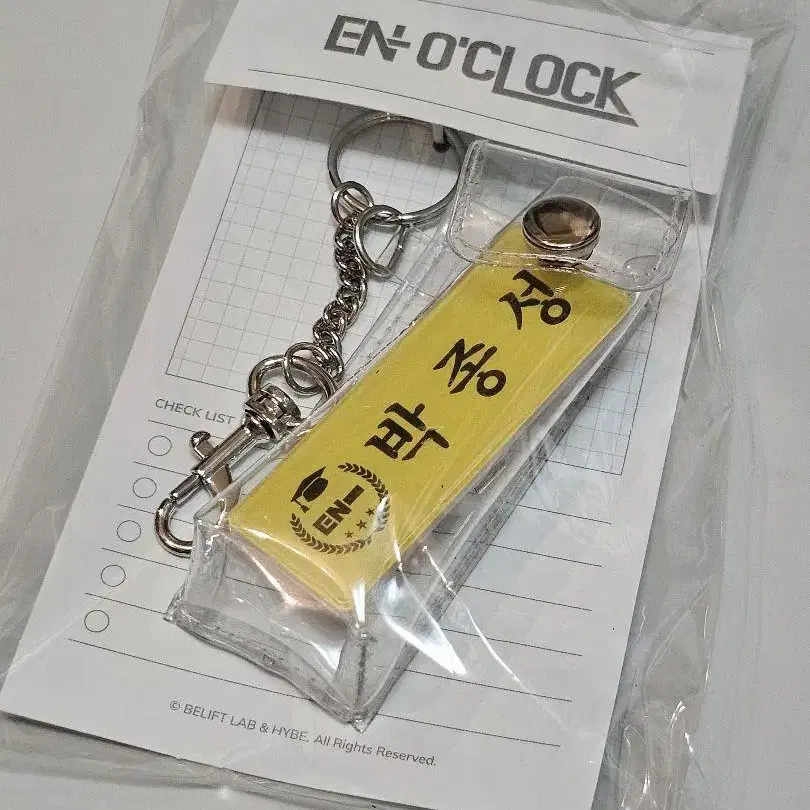 EN- O'CLOCK
박종성
EN-
CHECK LIST
© BELIFT LAB & HYBE. All Rights Reserved.